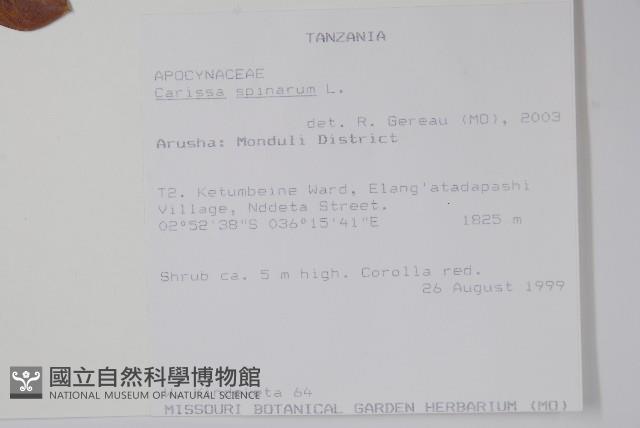 TANZANIA
APOCYNACEAE
Carissa spinarum L.
det. R. Gereau (MO), 2003
Arusha: Monduli District
T2. Ketumbeine Ward, Elang'atadapashi
Village, Nddeta Street.
02°52'38"S 036°15'41"E 1825 m
Shrub ca. 5 m high. Corolla red.
26 August 1999
64
國立自然科學博物館
NATIONAL MUSEUM OF NATURAL SCIENCE
MISSOURI BOTANICAL GARDEN HERBARIUM (MO)